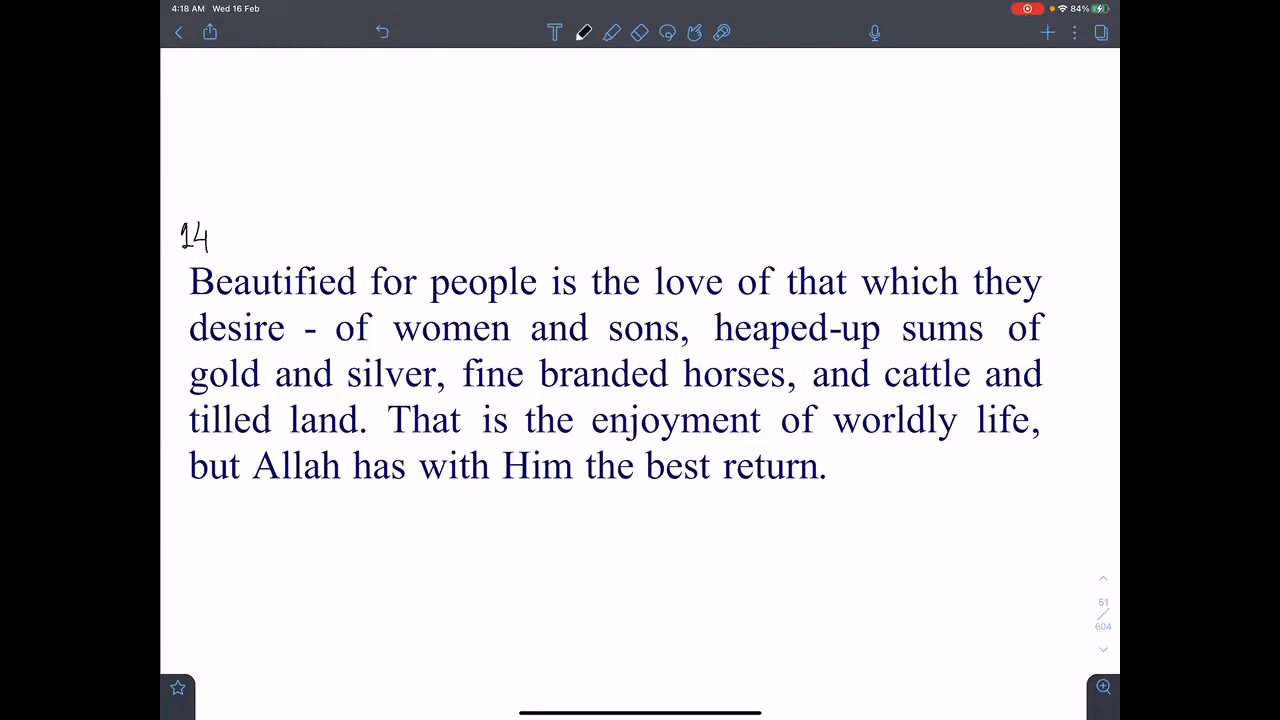 4:18 AM Wed 16 Feb
84%
T
14
Beautified for people is the love of that which they
desire - of women and sons, heaped-up sums of
gold and silver, fine branded horses, and cattle and
tilled land. That is the enjoyment of worldly life,
but Allah has with Him the best return.
51
/
604